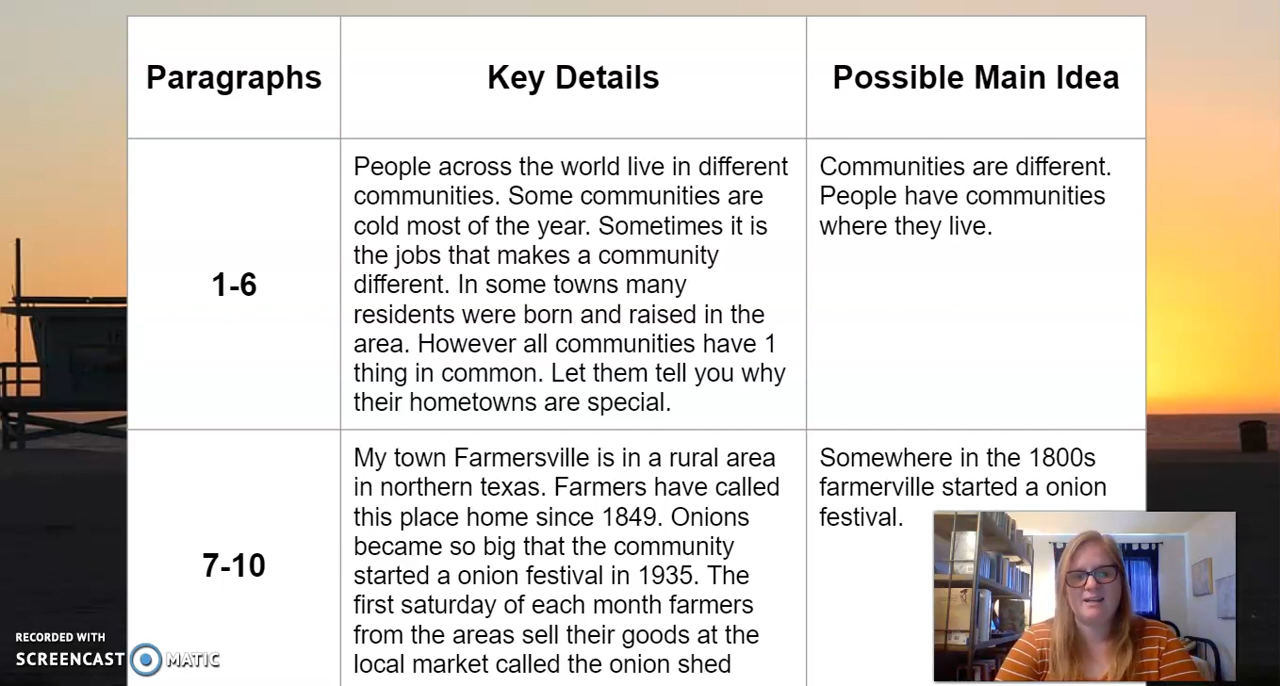 Paragraphs
Key Details
Possible Main Idea
1-6
People across the world live in different
communities. Some communities are
cold most of the year. Sometimes it is
the jobs that makes a community
different. In some towns many
residents were born and raised in the
area. However all communities have 1
thing in common. Let them tell you why
their hometowns are special.
Communities are different.
People have communities
where they live.
7-10
My town Farmersville is in a rural area
in northern texas. Farmers have called
this place home since 1849. Onions
became so big that the community
started a onion festival in 1935. The
first saturday of each month farmers
from the areas sell their goods at the
local market called the onion shed
Somewhere in the 1800s
farmerville started a onion
festival.
RECORDED WITH
SCREENCAST MATIC